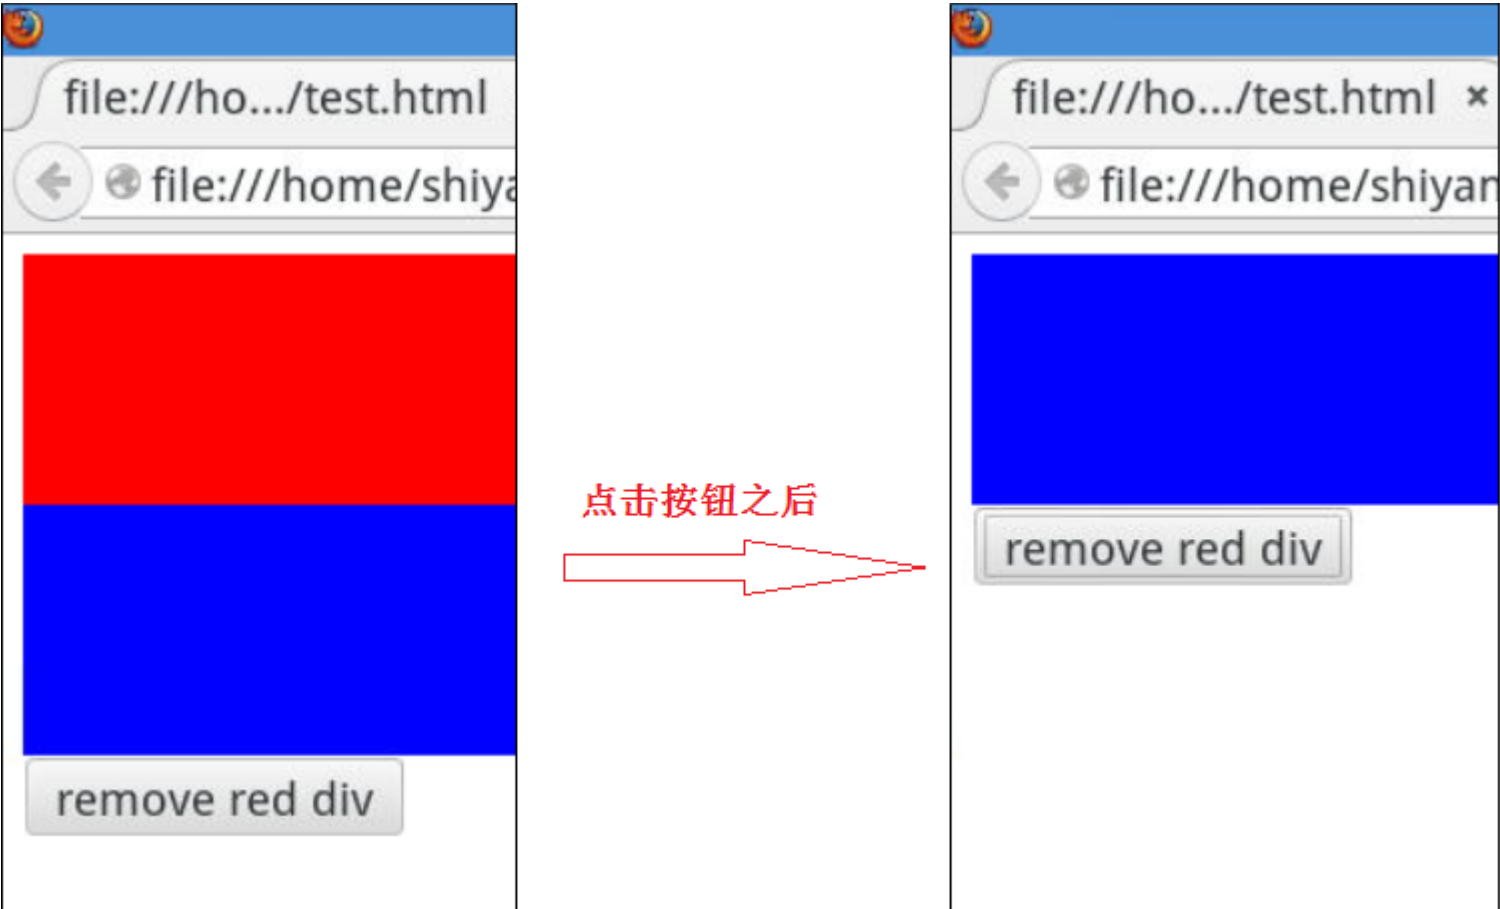 file:///ho.../test.html
file:///home/shiya
remove red div
点击按钮之后
file:///ho.../test.html
file:///home/shiyan
remove red div